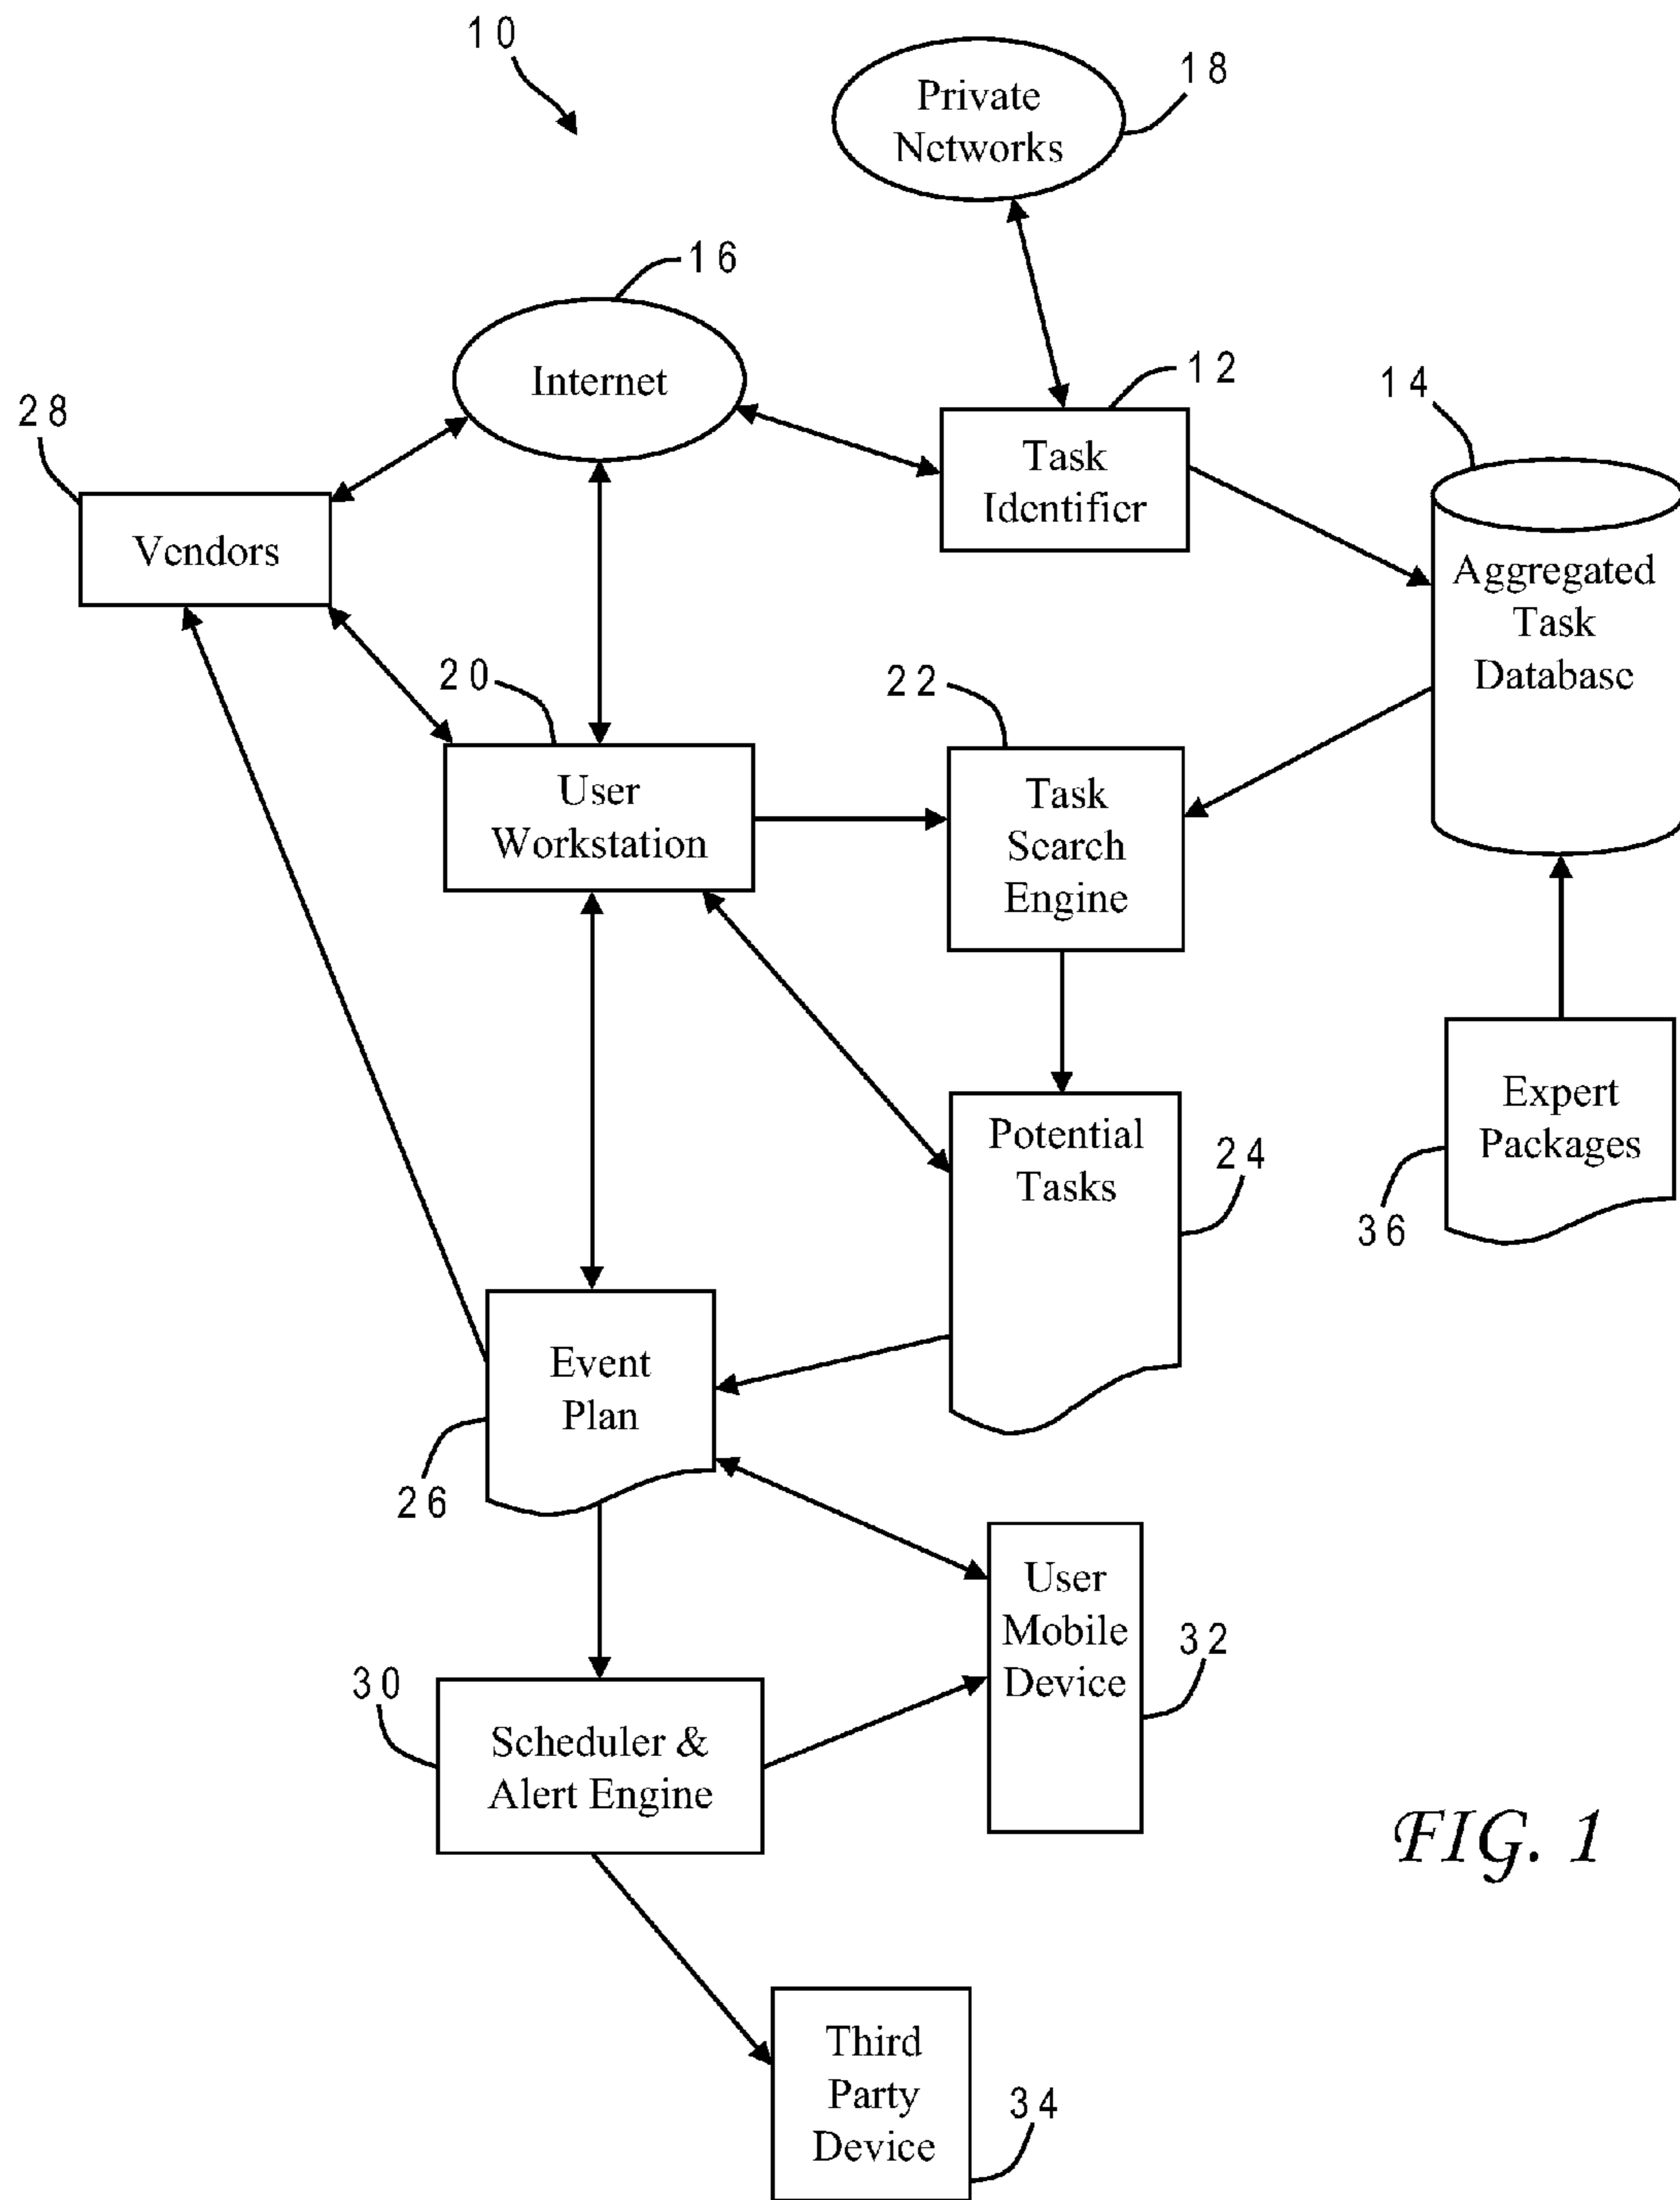 10
Private
Networks
18
16
Internet
12
Task
Identifier
14
Aggregated
Task
Database
28
Vendors
20
User
Workstation
22
Task
Search
Engine
Potential
Tasks
24
Expert
Packages
36
Event
Plan
26
User
Mobile
Device
32
30
Scheduler &
Alert Engine
FIG. 1
Third
Party
Device
34